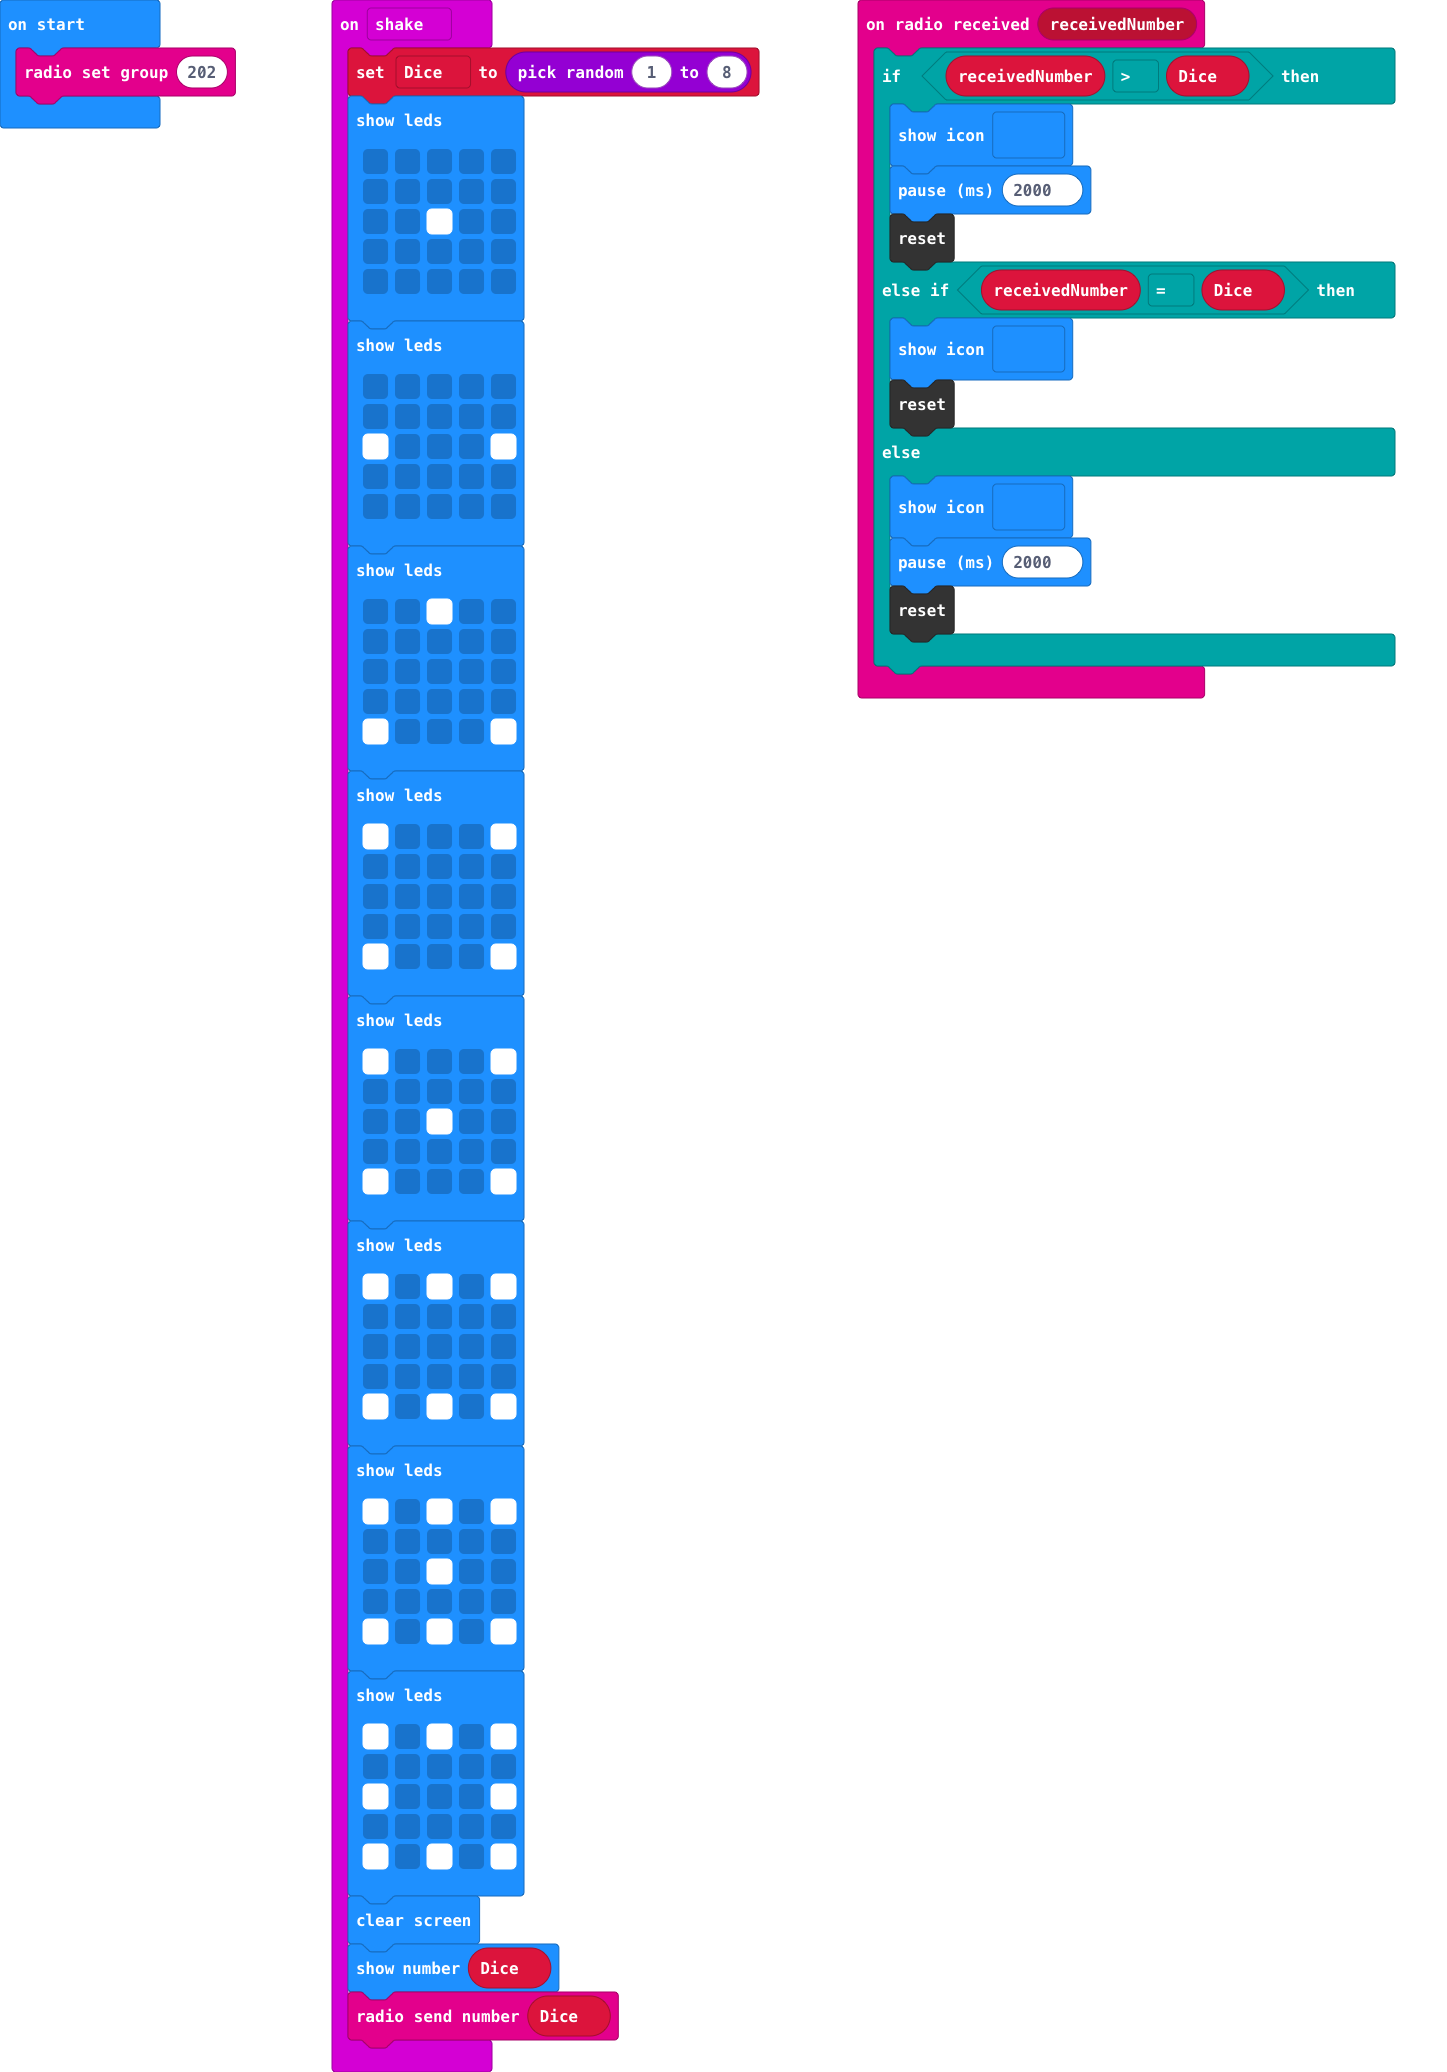 on start
radio set group 202
on shake
set Dice to pick random 1 to 8
show leds
show leds
show leds
show leds
show leds
show leds
show leds
show leds
clear screen
show number Dice
radio send number Dice
on radio received receivedNumber
if receivedNumber > Dice then
show icon
pause (ms) 2000
reset
else if receivedNumber = Dice then
show icon
reset
else
show icon
pause (ms) 2000
reset